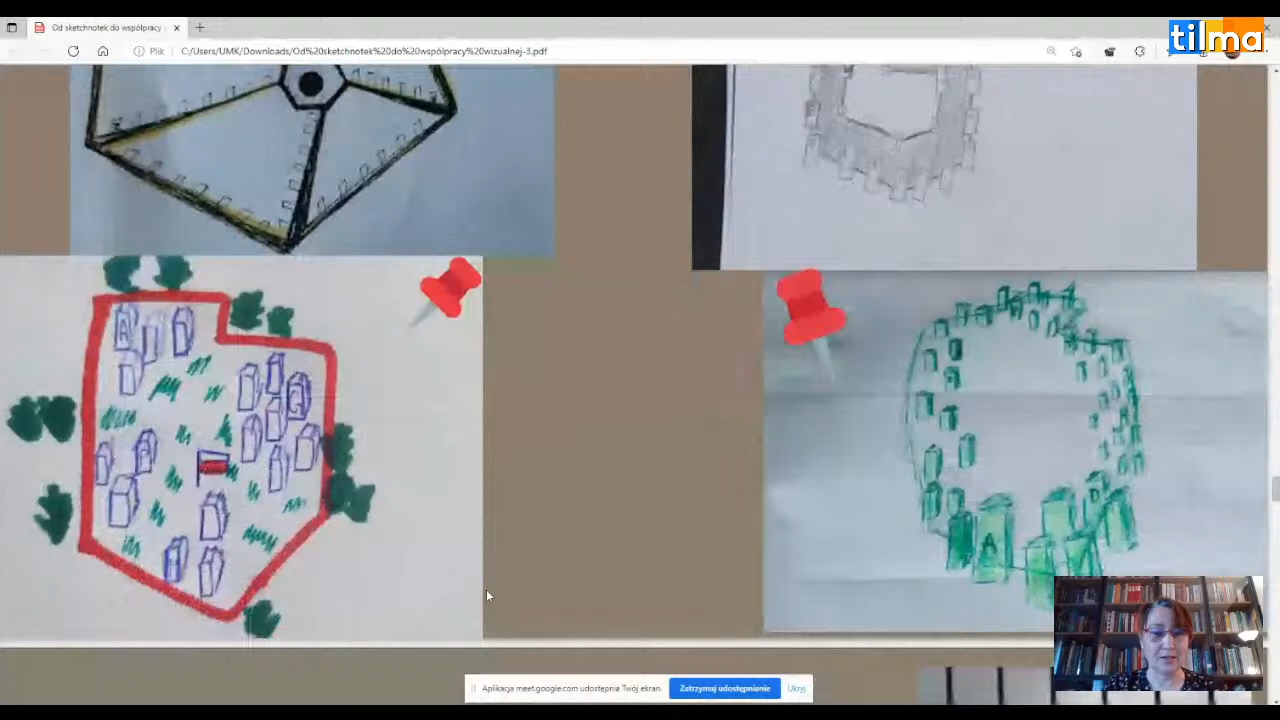 Od sketchnotek do współpracy
tilma
Plik
C:/Users/UMK/Downloads/Od%20sketchnotek%20do%20współpracy%20wizualnej-3.pdf
A
A
Aplikacja meet.google.com udostępnia Twój ekran.
Zatrzymaj udostępnianie
Ukryj